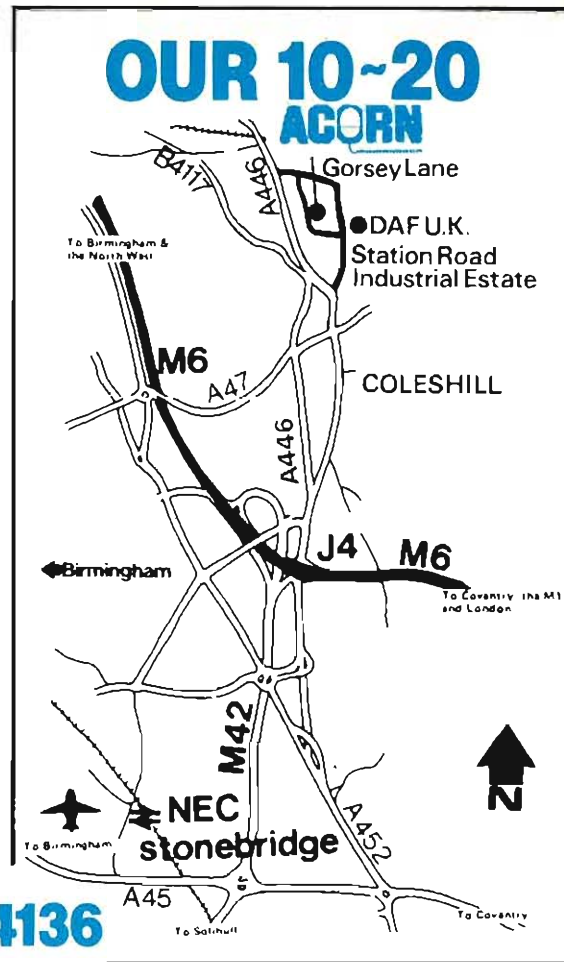 OUR 10~20
ACORN
B4117
A446
Gorsey Lane
DAF U.K.
Station Road
Industrial Estate
To Birmingham &
the North West
M6
A47
COLESHILL
A446
J4
M6
Birmingham
To Coventry the M1
and London
M42
N
NEC
stonebridge
A452
To Birmingham
A45
To Solihull
To Coventry
4136